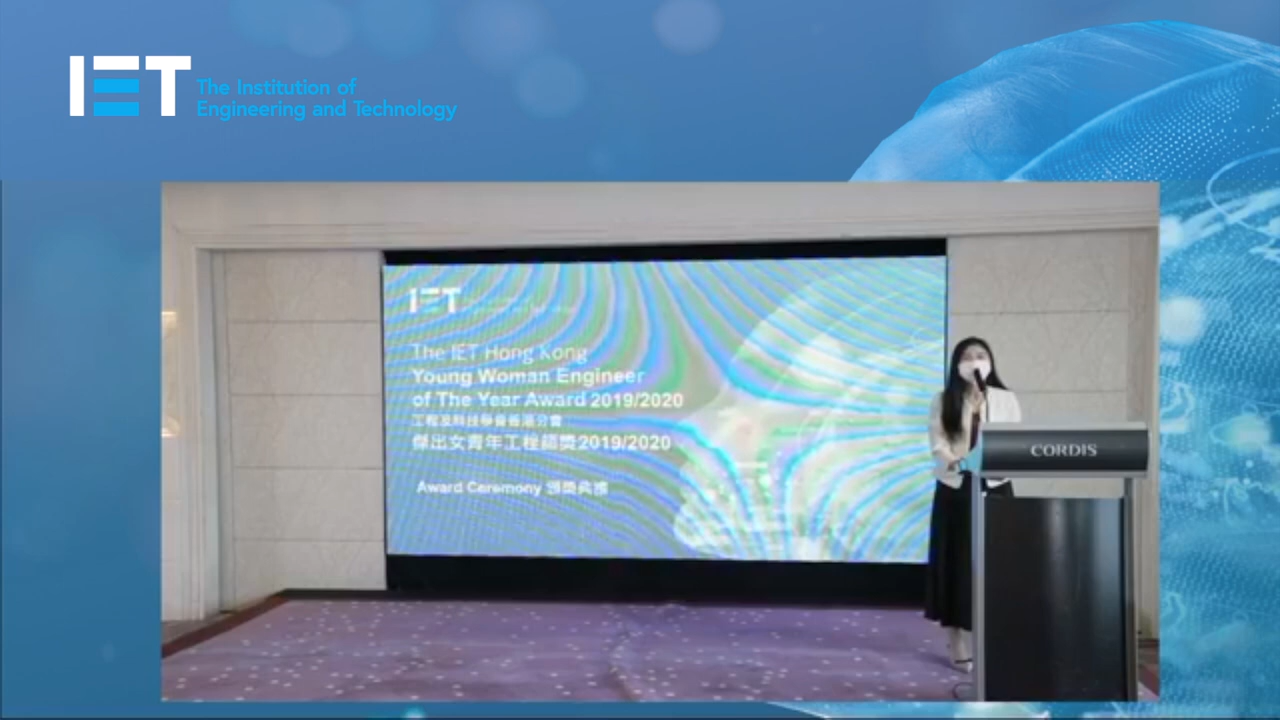 IET
The Institution of
Engineering and Technology
IET
The IET Hong Kong
Young Woman Engineer
of The Year Award 2019/2020
工程及科技學會香港分會
傑出女青年工程師獎2019/2020
Award Ceremony 頒獎典禮
CORDIS